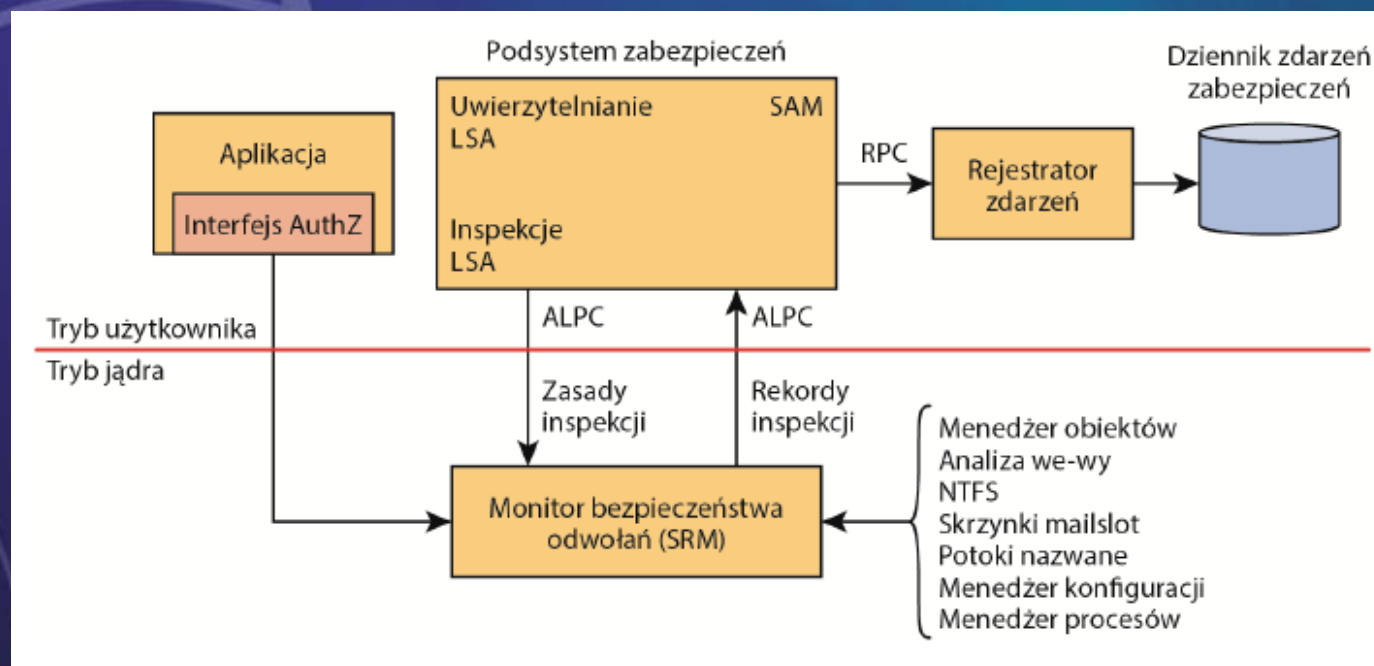 Podsystem zabezpieczeń
Dziennik zdarzeń
zabezpieczeń
Aplikacja
Interfejs AuthZ
Uwierzytelnianie SAM
LSA
Inspekcje
LSA
RPC
Rejestrator
zdarzeń
ALPC
ALPC
Tryb użytkownika
Tryb jądra
Zasady
inspekcji
Rekordy
inspekcji
Monitor bezpieczeństwa
odwołań (SRM)
Menedżer obiektów
Analiza we-wy
NTFS
Skrzynki mailslot
Potoki nazwane
Menedżer konfiguracji
Menedżer procesów